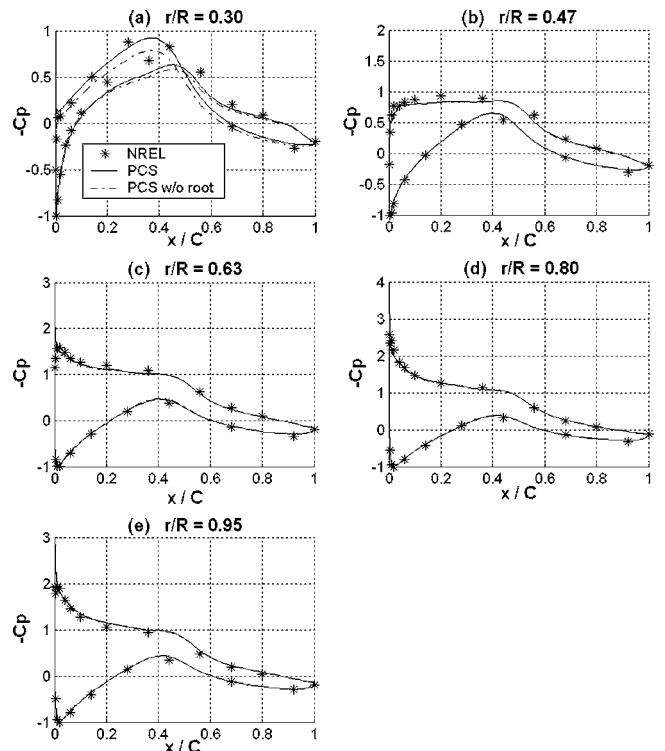 (a) r/R = 0.30
1
0.5
0
-0.5
-1
-Cp
NREL
PCS
PCS w/o root
0 0.2 0.4 0.6 0.8 1
x / C
(b) r/R = 0.47
2
1.5
1
0.5
0
-0.5
-1
-Cp
0 0.2 0.4 0.6 0.8 1
x / C
(c) r/R = 0.63
3
2
1
0
-1
-Cp
0 0.2 0.4 0.6 0.8 1
x / C
(d) r/R = 0.80
4
3
2
1
0
-1
-Cp
0 0.2 0.4 0.6 0.8 1
x / C
(e) r/R = 0.95
3
2
1
0
-1
-Cp
0 0.2 0.4 0.6 0.8 1
x / C